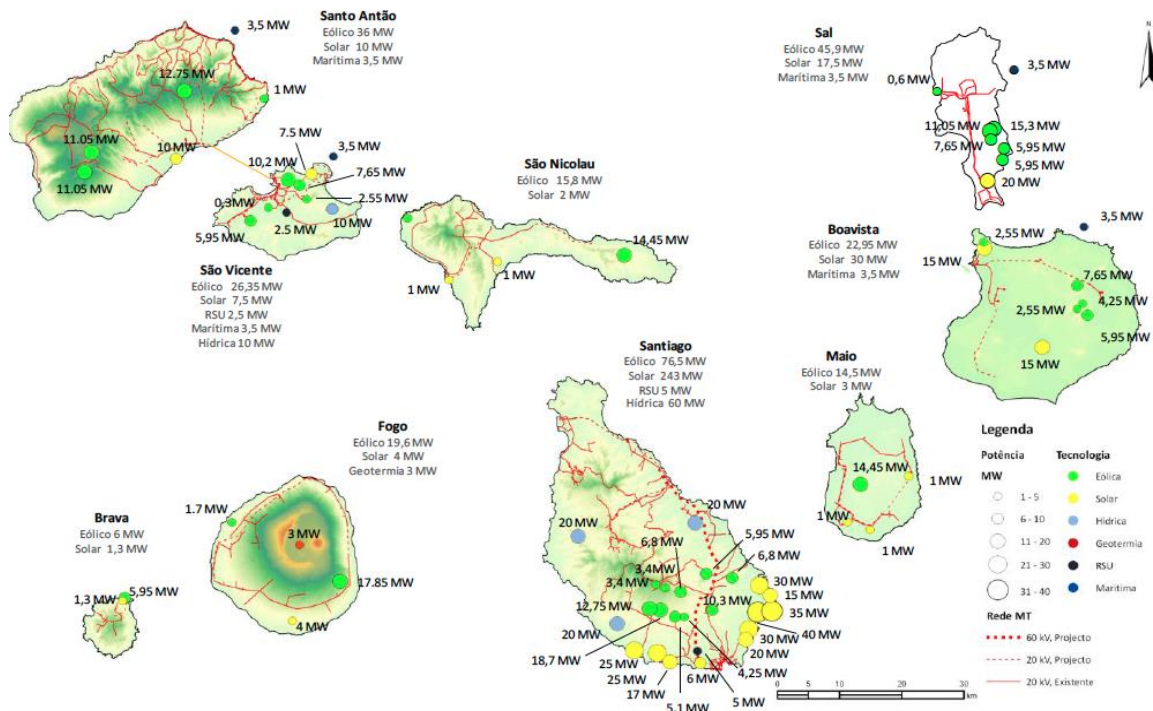 Santo Antão
Eólico 36 MW
Solar 10 MW
Marítima 3,5 MW
3,5 MW
12.75 MW
1 MW
11.05 MW
10 MW
11.05 MW
7.5 MW
3,5 MW
10,2 MW
7,65 MW
2.55 MW
0.3 MW
5,95 MW
2.5 MW
10 MW
São Vicente
Eólico 26,35 MW
Solar 7,5 MW
RSU 2,5 MW
Marítima 3,5 MW
Hídrica 10 MW
São Nicolau
Eólico 15,8 MW
Solar 2 MW
14,45 MW
1 MW
1 MW
Sal
Eólico 45,9 MW
Solar 17,5 MW
Marítima 3,5 MW
3,5 MW
0,6 MW
11,05 MW
15,3 MW
7,65 MW
5,95 MW
5,95 MW
20 MW
N
Boavista
Eólico 22,95 MW
Solar 30 MW
Marítima 3,5 MW
3,5 MW
2,55 MW
15 MW
7,65 MW
4,25 MW
2,55 MW
5,95 MW
15 MW
Maio
Eólico 14,5 MW
Solar 3 MW
14,45 MW
1 MW
1 MW
1 MW
Santiago
Eólico 76,5 MW
Solar 243 MW
RSU 5 MW
Hídrica 60 MW
20 MW
20 MW
5,95 MW
6,8 MW
6,8 MW
3,4 MW
3,4 MW
30 MW
15 MW
10,3 MW
12,75 MW
35 MW
40 MW
20 MW
30 MW
18,7 MW
20 MW
25 MW
4,25 MW
25 MW
6 MW
17 MW
5 MW
5,1 MW
Fogo
Eólico 19,6 MW
Solar 4 MW
Geotermia 3 MW
1.7 MW
3 MW
17.85 MW
4 MW
Brava
Eólico 6 MW
Solar 1,3 MW
5,95 MW
1,3 MW
Legenda
Potência
MW
1 - 5
6 - 10
11 - 20
21 - 30
31 - 40
Tecnologia
Eólica
Solar
Hídrica
Geotermia
RSU
Marítima
Rede MT
60 kV, Projecto
20 kV, Projecto
20 kV, Existente
0 10 20 30
km